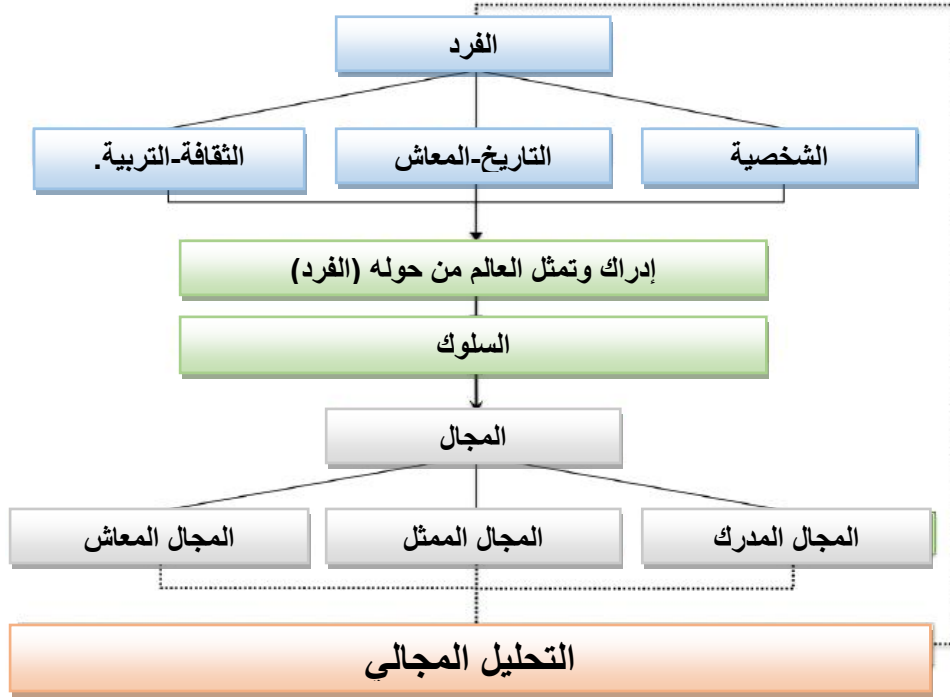 الفرد
الشخصية
التاريخ-المعاش
الثقافة-التربية.
إدراك وتمثل العالم من حوله (الفرد)
السلوك
المجال
المجال المدرك
المجال الممثل
المجال المعاش
التحليل المجالي